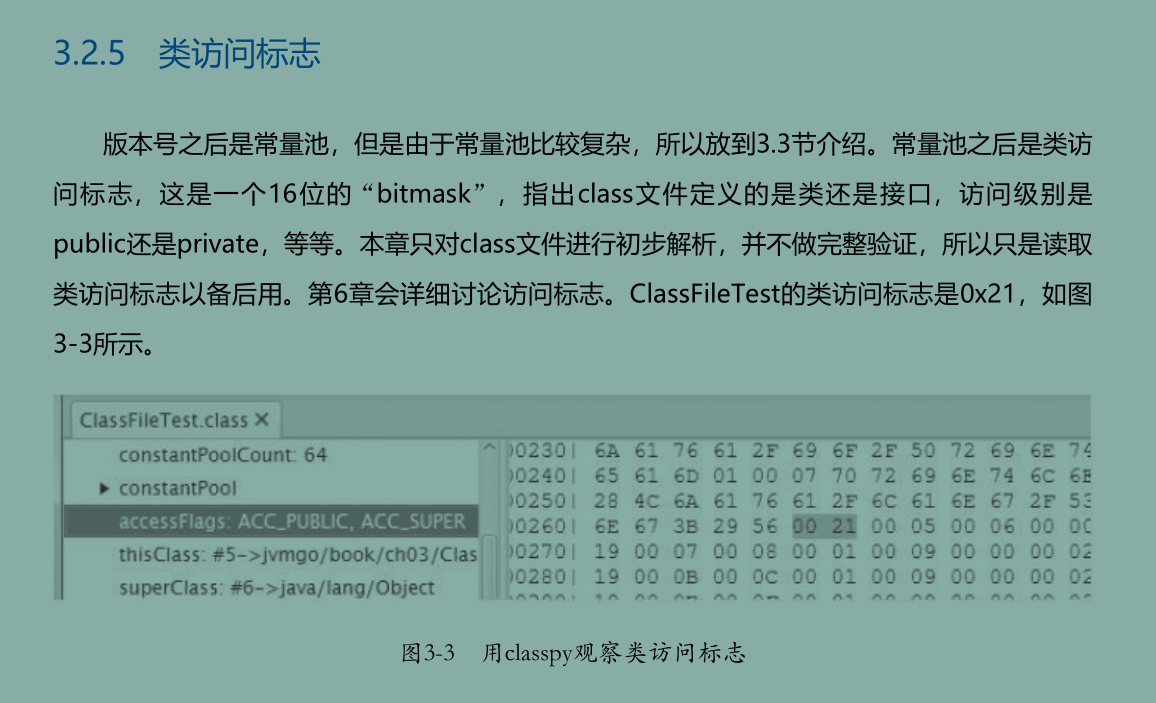 3.2.5 类访问标志
版本号之后是常量池，但是由于常量池比较复杂，所以放到3.3节介绍。常量池之后是类访
问标志，这是一个16位的“bitmask”，指出class文件定义的是类还是接口，访问级别是
public还是private，等等。本章只对class文件进行初步解析，并不做完整验证，所以只是读取
类访问标志以备后用。第6章会详细讨论访问标志。ClassFileTest的类访问标志是0x21，如图
3-3所示。
ClassFileTest.class ✕
constantPoolCount: 64
constantPool
accessFlags: ACC_PUBLIC, ACC_SUPER
thisClass: #5->jvmgo/book/ch03/Clas
superClass: #6->java/lang/Object
00230| 6A 61 76 61 2F 69 6F 2F 50 72 69 6E 74
00240| 65 61 6D 01 00 07 70 72 69 6E 74 6C 6E
00250| 28 4C 6A 61 76 61 2F 6C 61 6E 67 2F 53
00260| 6E 67 3B 29 56 00 21 00 05 00 06 00 00
00270| 19 00 07 00 08 00 01 00 09 00 00 00 02
00280| 19 00 0B 00 0C 00 01 00 09 00 00 00 02
图3-3 用classpy观察类访问标志